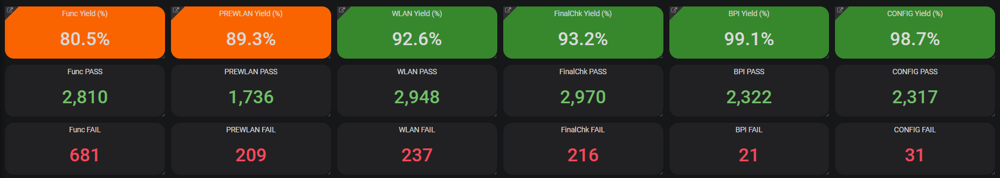 Func Yield (%)
PREWLAN Yield (%)
WLAN Yield (%)
FinalChk Yield (%)
BPI Yield (%)
CONFIG Yield (%)
80.5%
89.3%
92.6%
93.2%
99.1%
98.7%
Func PASS
PREWLAN PASS
WLAN PASS
FinalChk PASS
BPI PASS
CONFIG PASS
2,810
1,736
2,948
2,970
2,322
2,317
Func FAIL
PREWLAN FAIL
WLAN FAIL
FinalChk FAIL
BPI FAIL
CONFIG FAIL
681
209
237
216
21
31